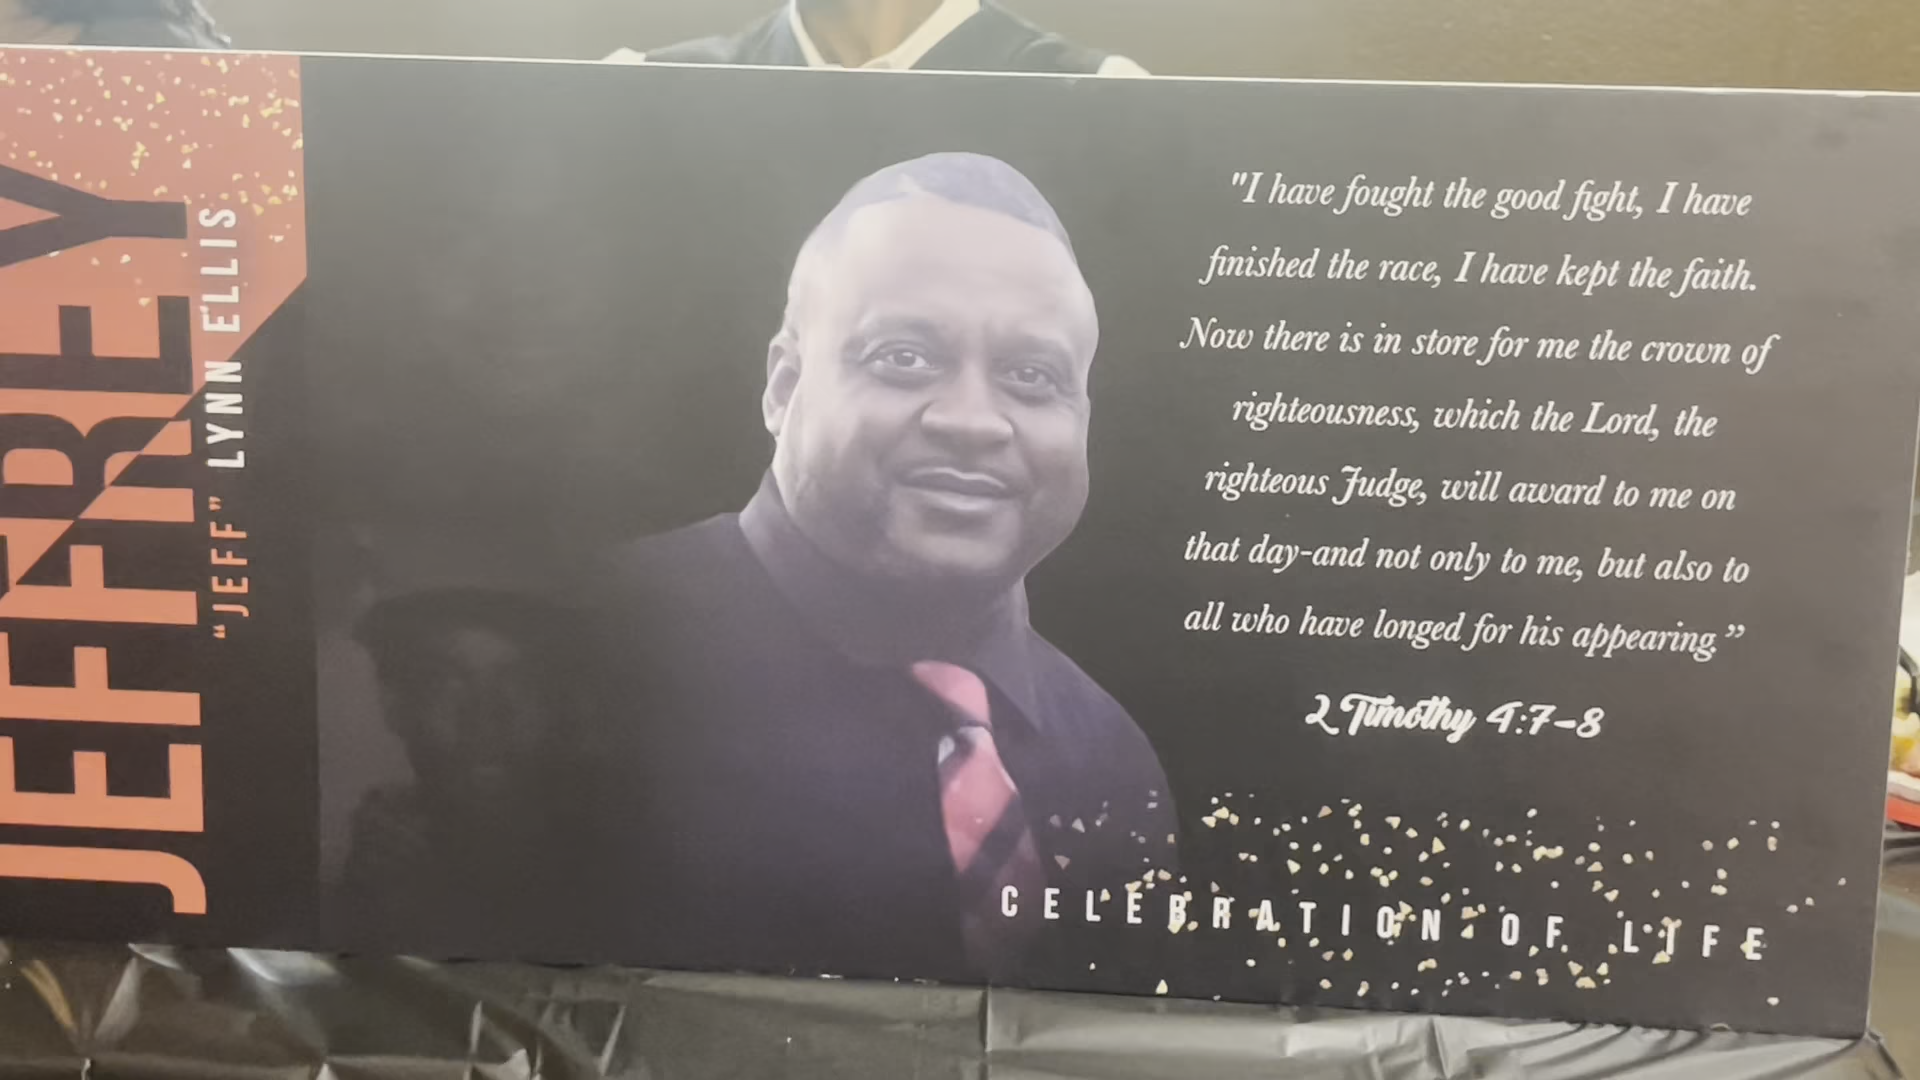 JEFFREY
"JEFF" LYNN ELLIS
"I have fought the good fight, I have
finished the race, I have kept the faith.
Now there is in store for me the crown of
righteousness, which the Lord, the
righteous Judge, will award to me on
that day-and not only to me, but also to
all who have longed for his appearing.”
2 Timothy 4:7-8
CELEBRATION OF LIFE